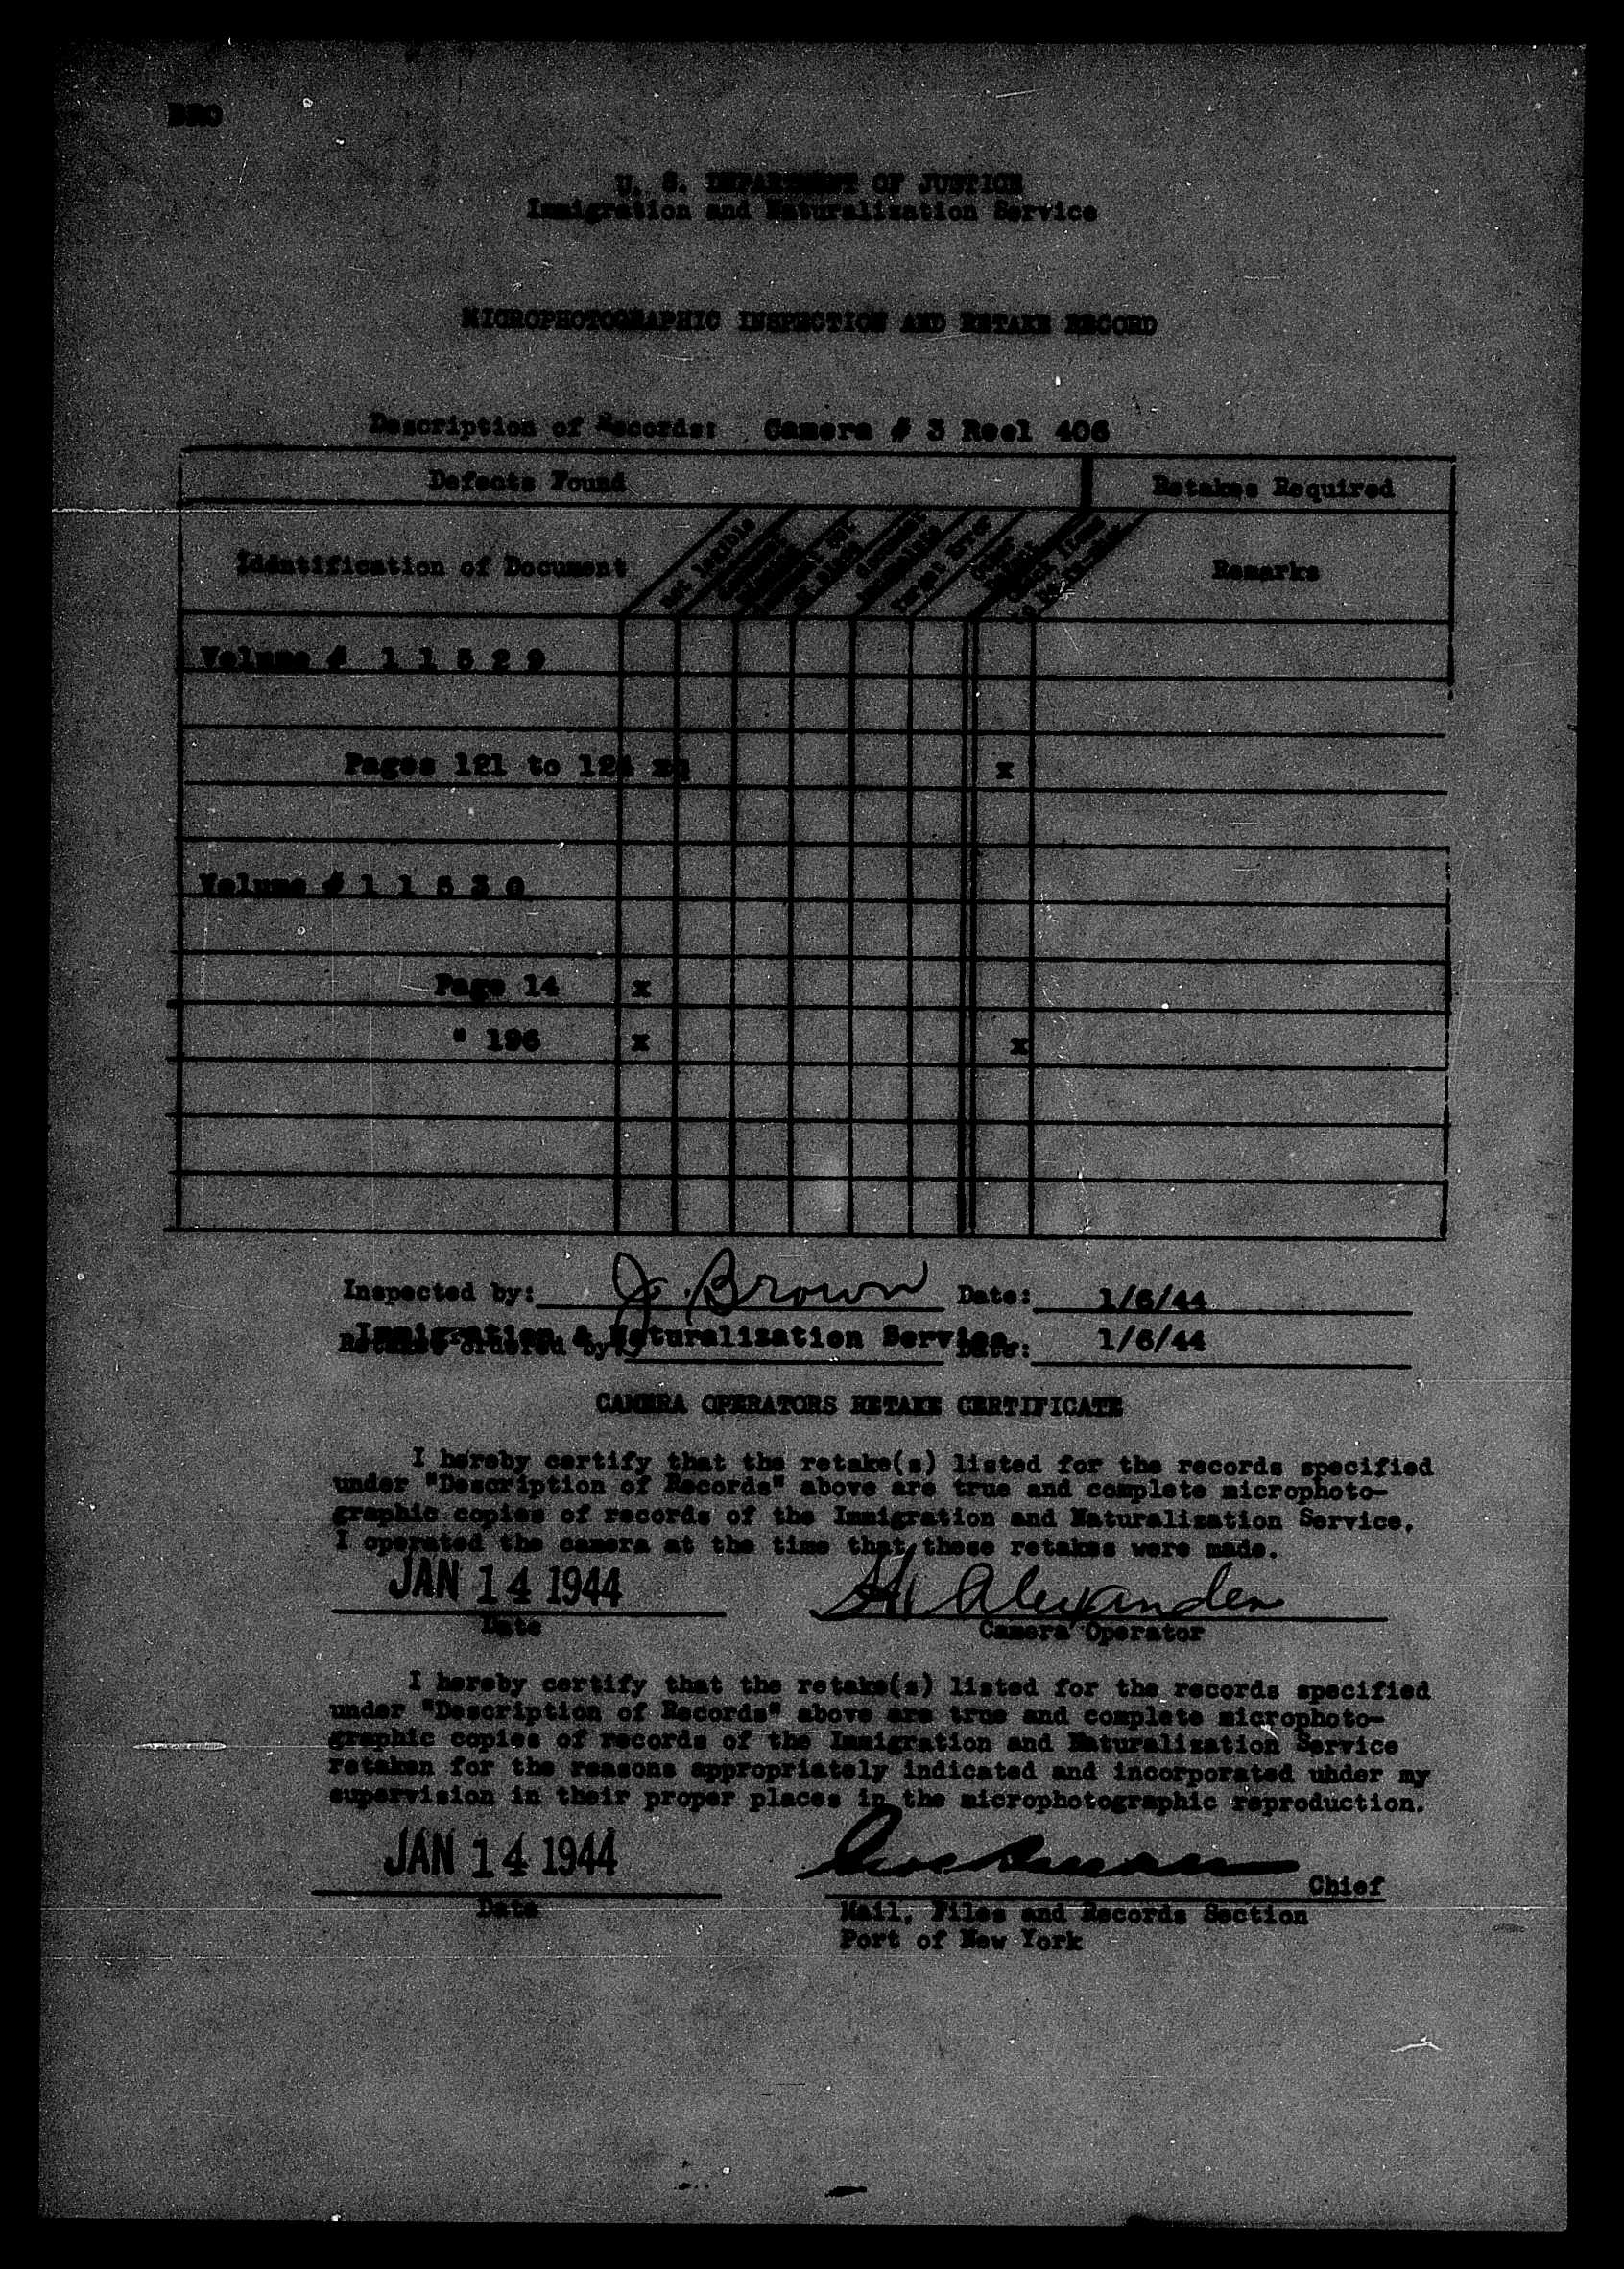 U. S. DEPARTMENT OF JUSTICE
Immigration and Naturalization Service
MICROPHOTOGRAPHIC INSPECTION AND RETAKE RECORD
Description of Records: Camera # 3 Reel 406
Defects Found Retakes Required
Identification of Document Not legible Remarks
Volume # 1 1 5 2 9
Pages 121 to 124 x
Volume # 1 1 5 3 0
Page 14 x
" 196 x x
Inspected by: J. Brown Date: 1/6/44
Immigration & Naturalization Service
Retakes ordered by: Date: 1/6/44
CAMERA OPERATORS RETAKE CERTIFICATE
I hereby certify that the retake(s) listed for the records specified
under "Description of Records" above are true and complete microphoto-
graphic copies of records of the Immigration and Naturalization Service.
I operated the camera at the time that these retakes were made.
JAN 14 1944 Alexander
Date Camera Operator
I hereby certify that the retake(s) listed for the records specified
under "Description of Records" above are true and complete microphoto-
graphic copies of records of the Immigration and Naturalization Service
retaken for the reasons appropriately indicated and incorporated under my
supervision in their proper places in the microphotographic reproduction.
JAN 14 1944
Chief
Date Mail, Files and Records Section
Port of New York